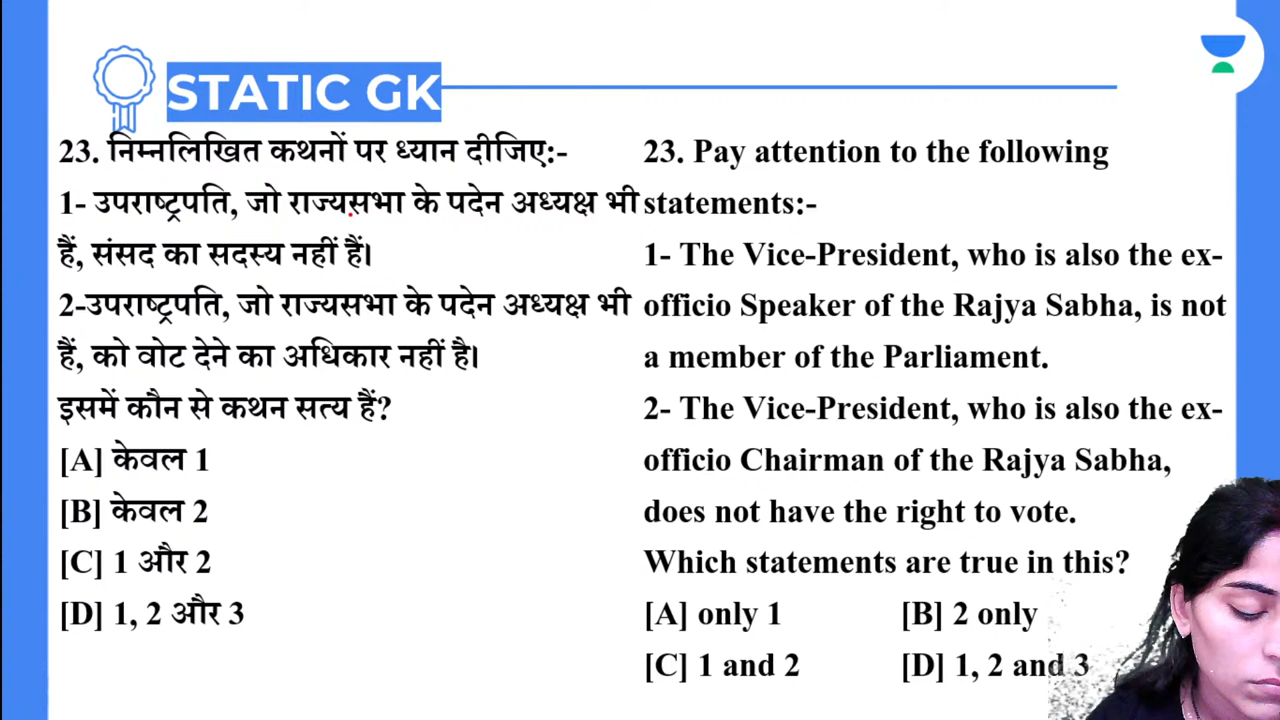 STATIC GK
23. निम्नलिखित कथनों पर ध्यान दीजिए:-
1- उपराष्ट्रपति, जो राज्यसभा के पदेन अध्यक्ष भी
हैं, संसद का सदस्य नहीं हैं।
2-उपराष्ट्रपति, जो राज्यसभा के पदेन अध्यक्ष भी
हैं, को वोट देने का अधिकार नहीं है।
इसमें कौन से कथन सत्य हैं?
[A] केवल 1
[B] केवल 2
[C] 1 और 2
[D] 1, 2 और 3
23. Pay attention to the following
statements:-
1- The Vice-President, who is also the ex-
officio Speaker of the Rajya Sabha, is not
a member of the Parliament.
2- The Vice-President, who is also the ex-
officio Chairman of the Rajya Sabha,
does not have the right to vote.
Which statements are true in this?
[A] only 1 [B] 2 only
[C] 1 and 2 [D] 1, 2 and 3